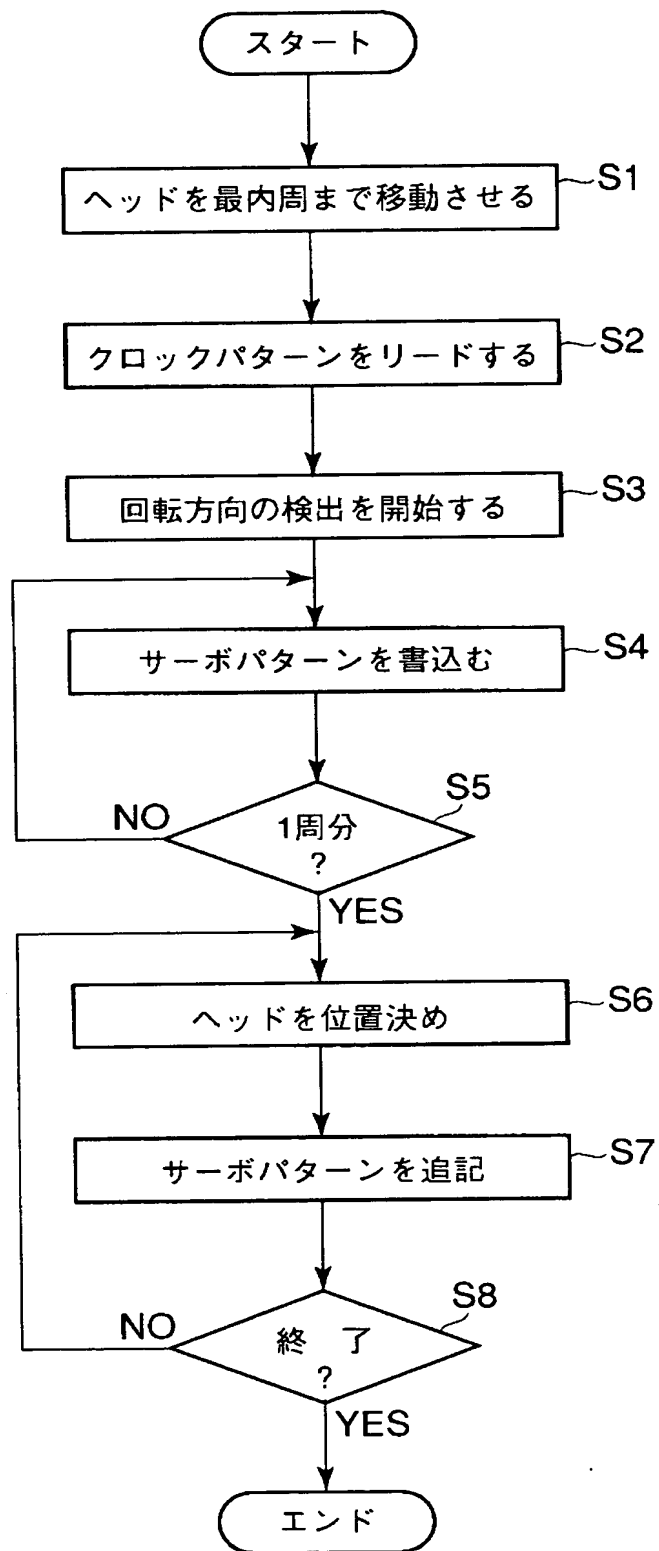 スタート
ヘッドを最内周まで移動させる
S1
クロックパターンをリードする
S2
回転方向の検出を開始する
S3
サーボパターンを書込む
S4
1周分
?
S5
NO
YES
ヘッドを位置決め
S6
サーボパターンを追記
S7
終 了
?
S8
NO
YES
エンド